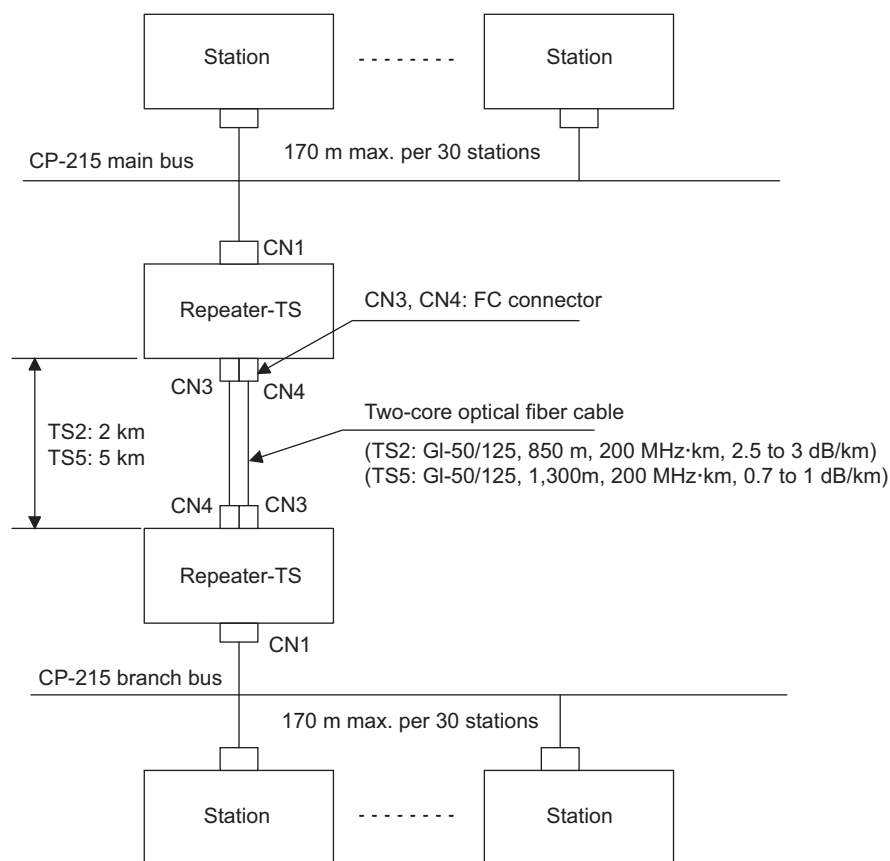 Station
Station
170 m max. per 30 stations
CP-215 main bus
CN1
Repeater-TS
CN3, CN4: FC connector
CN3
CN4
TS2: 2 km
TS5: 5 km
Two-core optical fiber cable
(TS2: GI-50/125, 850 m, 200 MHz·km, 2.5 to 3 dB/km)
(TS5: GI-50/125, 1,300m, 200 MHz·km, 0.7 to 1 dB/km)
CN4
CN3
Repeater-TS
CN1
CP-215 branch bus
170 m max. per 30 stations
Station
Station